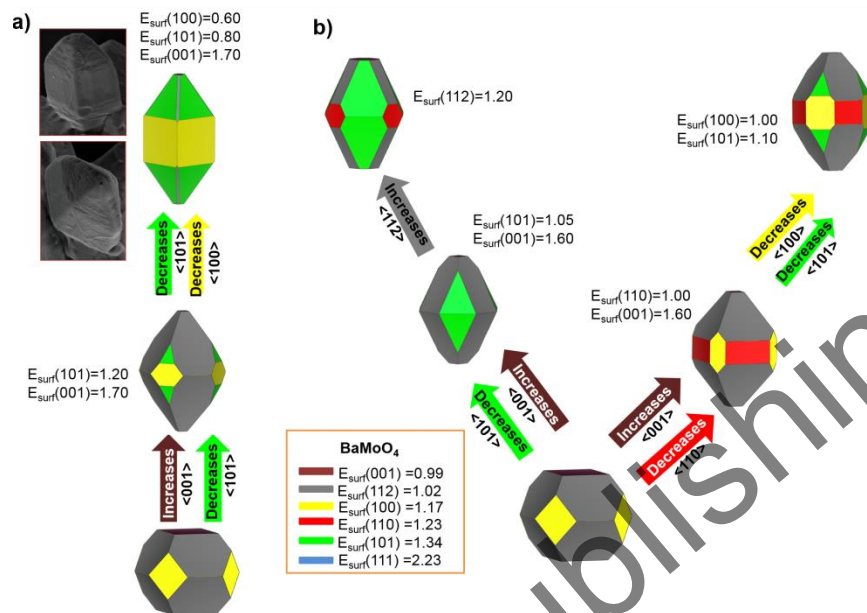 a)
E_surf(100)=0.60
E_surf(101)=0.80
E_surf(001)=1.70
Decreases
<101>
Decreases
<100>
E_surf(101)=1.20
E_surf(001)=1.70
Increases
<001>
Decreases
<101>
b)
E_surf(112)=1.20
Increases
<112>
E_surf(101)=1.05
E_surf(001)=1.60
Decreases
<101>
Increases
<001>
E_surf(100)=1.00
E_surf(101)=1.10
Decreases
<100>
Decreases
<101>
E_surf(110)=1.00
E_surf(001)=1.60
Increases
<001>
Decreases
<110>
BaMoO₄
E_surf(001) =0.99
E_surf(112) =1.02
E_surf(100) =1.17
E_surf(110) =1.23
E_surf(101) =1.34
E_surf(111) =2.23
ublishin